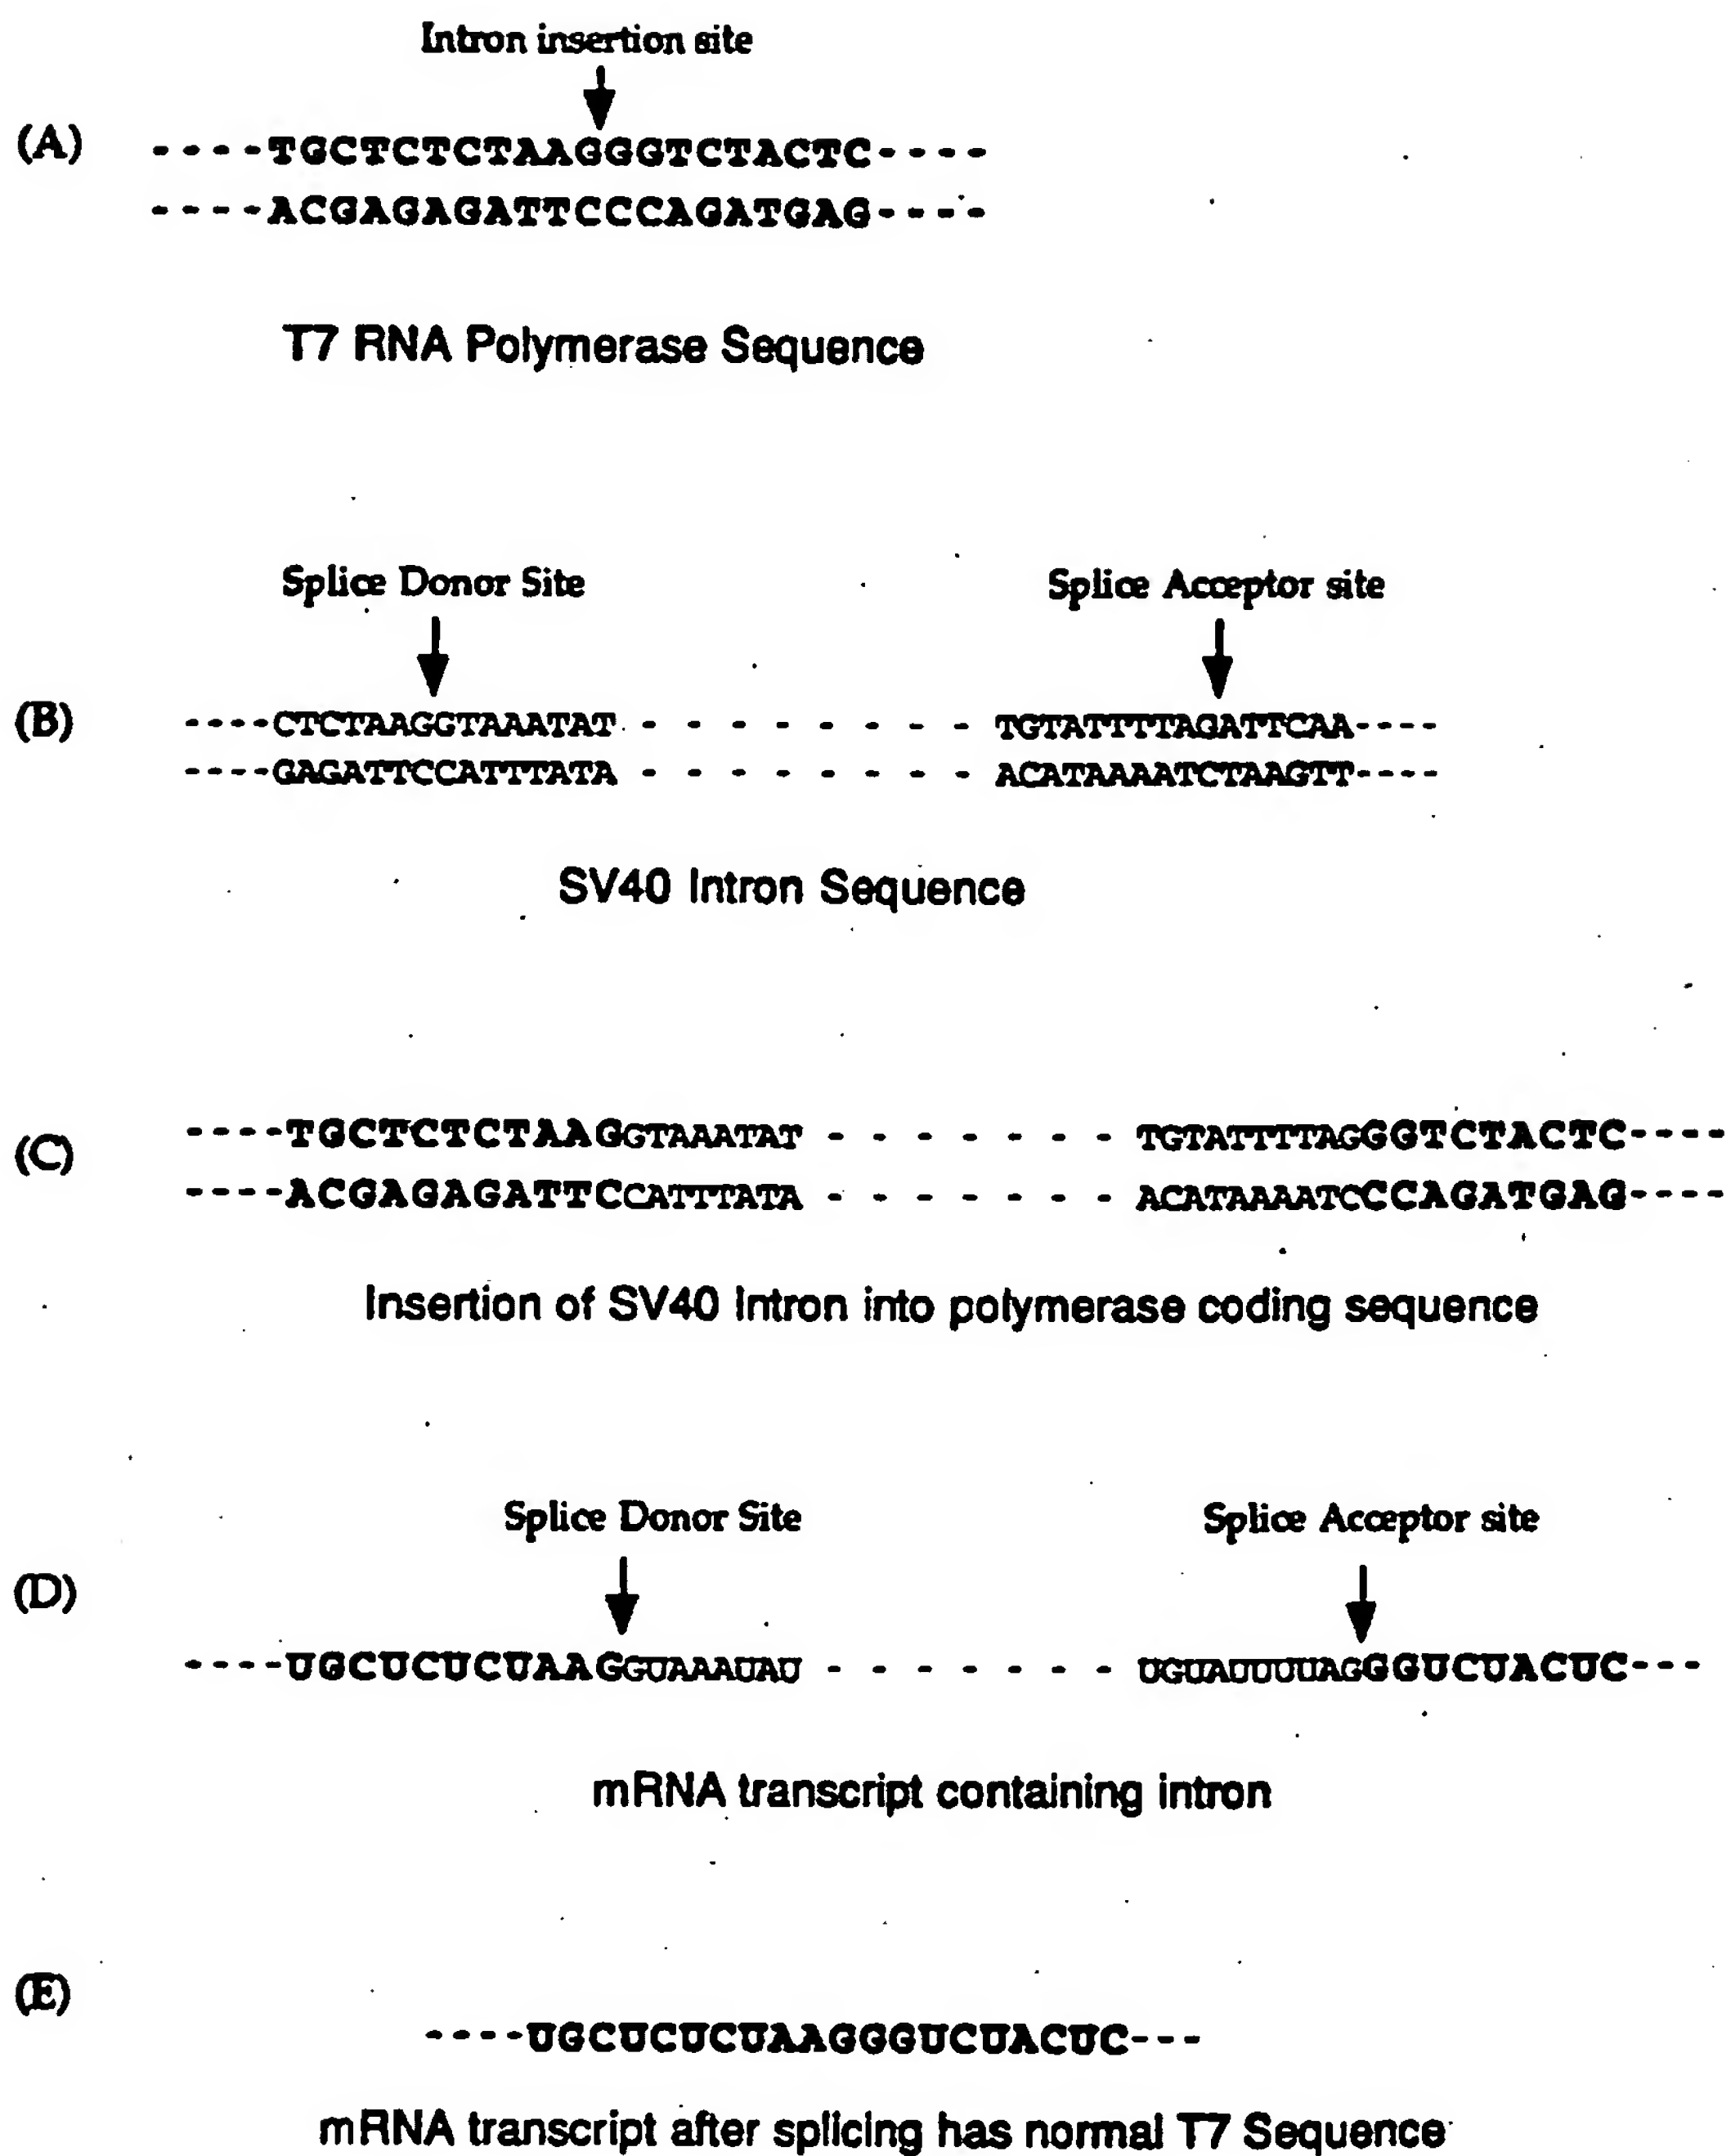 Intron insertion site
(A) ----TGCTCTCTAAGGGTCTACTC----
----ACGAGAGATTCCCAGATGAG----
T7 RNA Polymerase Sequence
Splice Donor Site Splice Acceptor site
(B) ----CTCTAAGGTAAATAT - - - - - - - - TGTATTTTAGATTCAA----
----GAGATTCCATTTATA - - - - - - - - ACATAAAATCTAAGTT----
SV40 Intron Sequence
(C) ----TGCTCTCTAAGGTAAATAT - - - - - - - TGTATTTTAGGGTCTACTC----
----ACGAGAGATTCCATTTATA - - - - - - - ACATAAAATCCCAGATGAG----
Insertion of SV40 Intron into polymerase coding sequence
Splice Donor Site Splice Acceptor site
(D) ----UGCUCUCUAAGGUAAAUAU - - - - - - - UGUAUUUUAGGGUCUACUC---
mRNA transcript containing intron
(E) ----UGCUCUCUAAGGGUCUACUC---
mRNA transcript after splicing has normal T7 Sequence